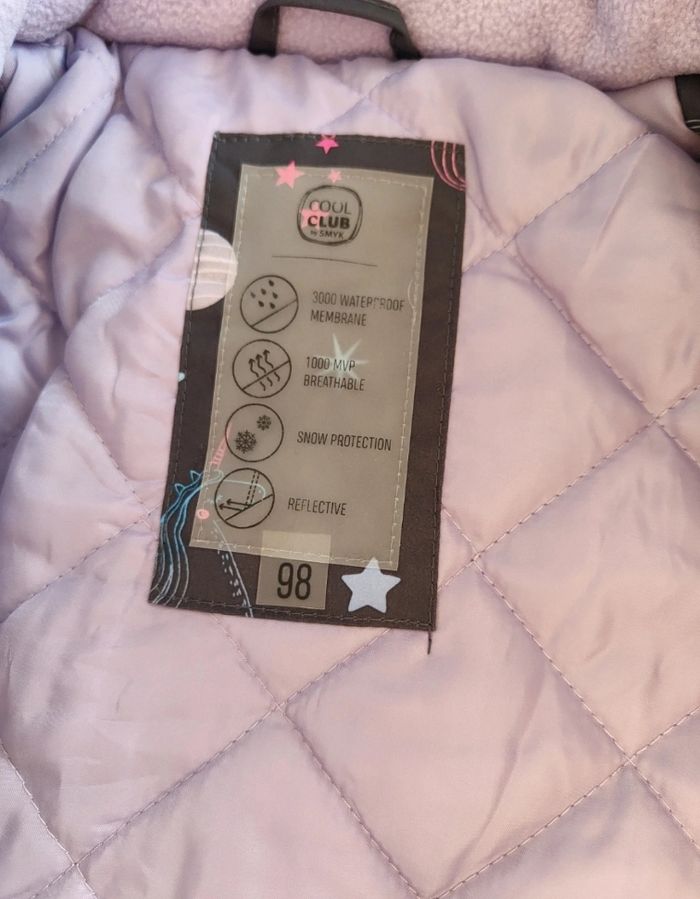 COOL
CLUB
by SMYK
3000 WATERPROOF
MEMBRANE
1000 MVP
BREATHABLE
SNOW PROTECTION
REFLECTIVE
98